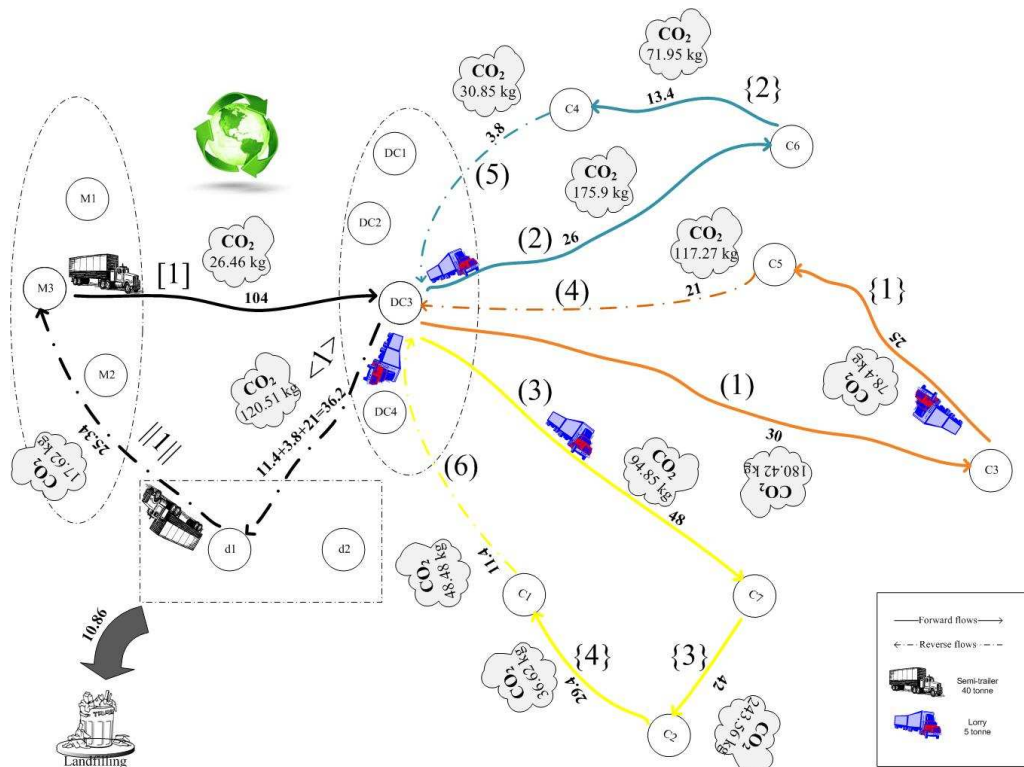 CO₂
71.95 kg
{2}
13.4
CO₂
30.85 kg
C4
3.8
C6
DC1
(5)
CO₂
175.9 kg
M1
DC2
CO₂
26.46 kg
[1]
(2)
26
CO₂
117.27 kg
C5
M3
104
DC3
(4)
21
{1}
25
<1>
CO₂
120.51 kg
M2
11.4+3.8+21=36.2
DC4
(3)
(1)
CO₂
78.4 kg
25.34
||1||
CO₂
17.62 kg
30
C3
(6)
CO₂
94.85 kg
CO₂
180.42 kg
48
d1
d2
11.4
CO₂
48.48 kg
C1
C7
10.86
{4}
29.4
CO₂
36.62 kg
{3}
42
C2
CO₂
243.56 kg
Forward flows
Reverse flows
Semi-trailer
40 tonne
Lorry
5 tonne
TRASH
Landfilling